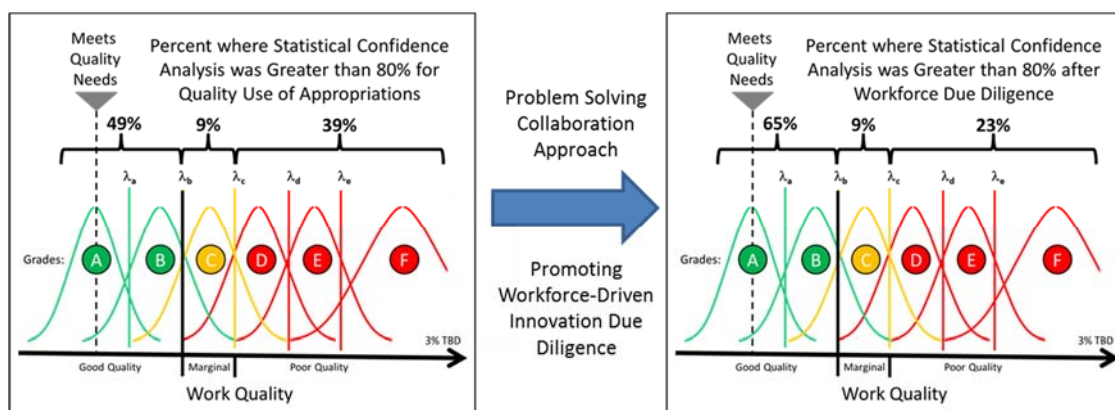 Meets
Quality
Needs
Percent where Statistical Confidence
Analysis was Greater than 80% for
Quality Use of Appropriations
49%
9%
39%
λa
λb
λc
λd
λe
Grades:
A
B
C
D
E
F
3% TBD
Good Quality
Marginal
Poor Quality
Work Quality
Problem Solving
Collaboration
Approach
Promoting
Workforce-Driven
Innovation Due
Diligence
Meets
Quality
Needs
Percent where Statistical Confidence
Analysis was Greater than 80% after
Workforce Due Diligence
65%
9%
23%
λa
λb
λc
λd
λe
Grades:
A
B
C
D
E
F
3% TBD
Good Quality
Marginal
Poor Quality
Work Quality